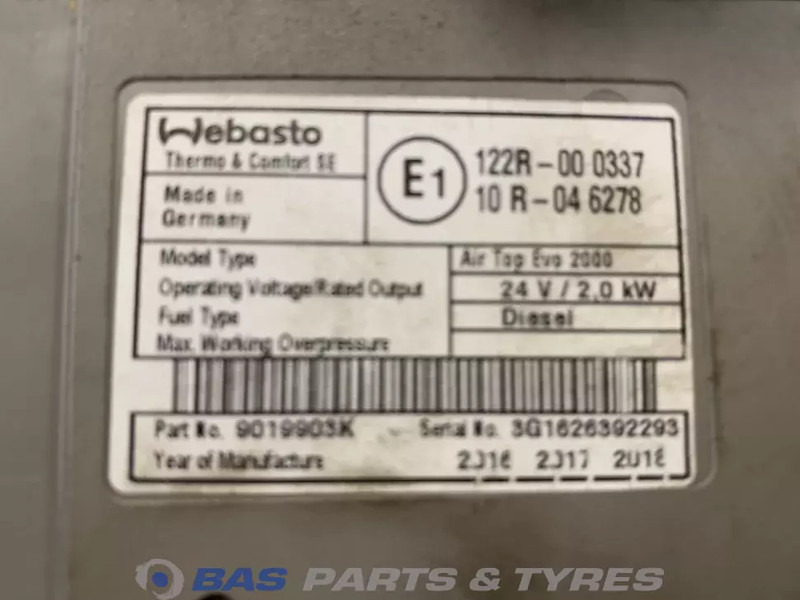 Webasto
Thermo & Comfort SE
Made in
Germany
E1
122R-00 0337
10 R-04 6278
Model Type
Air Top Evo 2000
Operating Voltage/Rated Output
24 V / 2,0 kW
Fuel Type
Diesel
Max. Working Overpressure
Part No. 9019903K
Serial No. 3G1626392293
Year of Manufacture
2016 2017 2018
BAS PARTS & TYRES